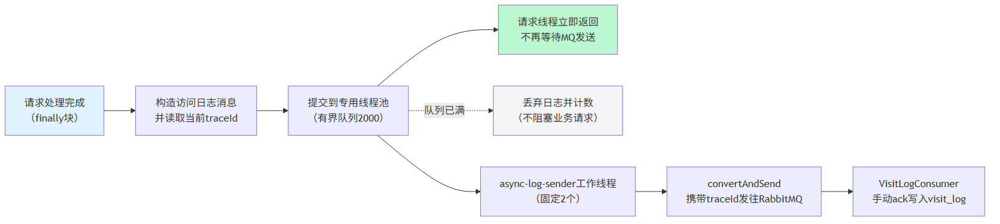 请求处理完成
（finally块）
构造访问日志消息
并读取当前traceId
提交到专用线程池
（有界队列2000）
请求线程立即返回
不再等待MQ发送
队列已满
丢弃日志并计数
（不阻塞业务请求）
async-log-sender工作线程
（固定2个）
convertAndSend
携带traceId发往RabbitMQ
VisitLogConsumer
手动ack写入visit_log